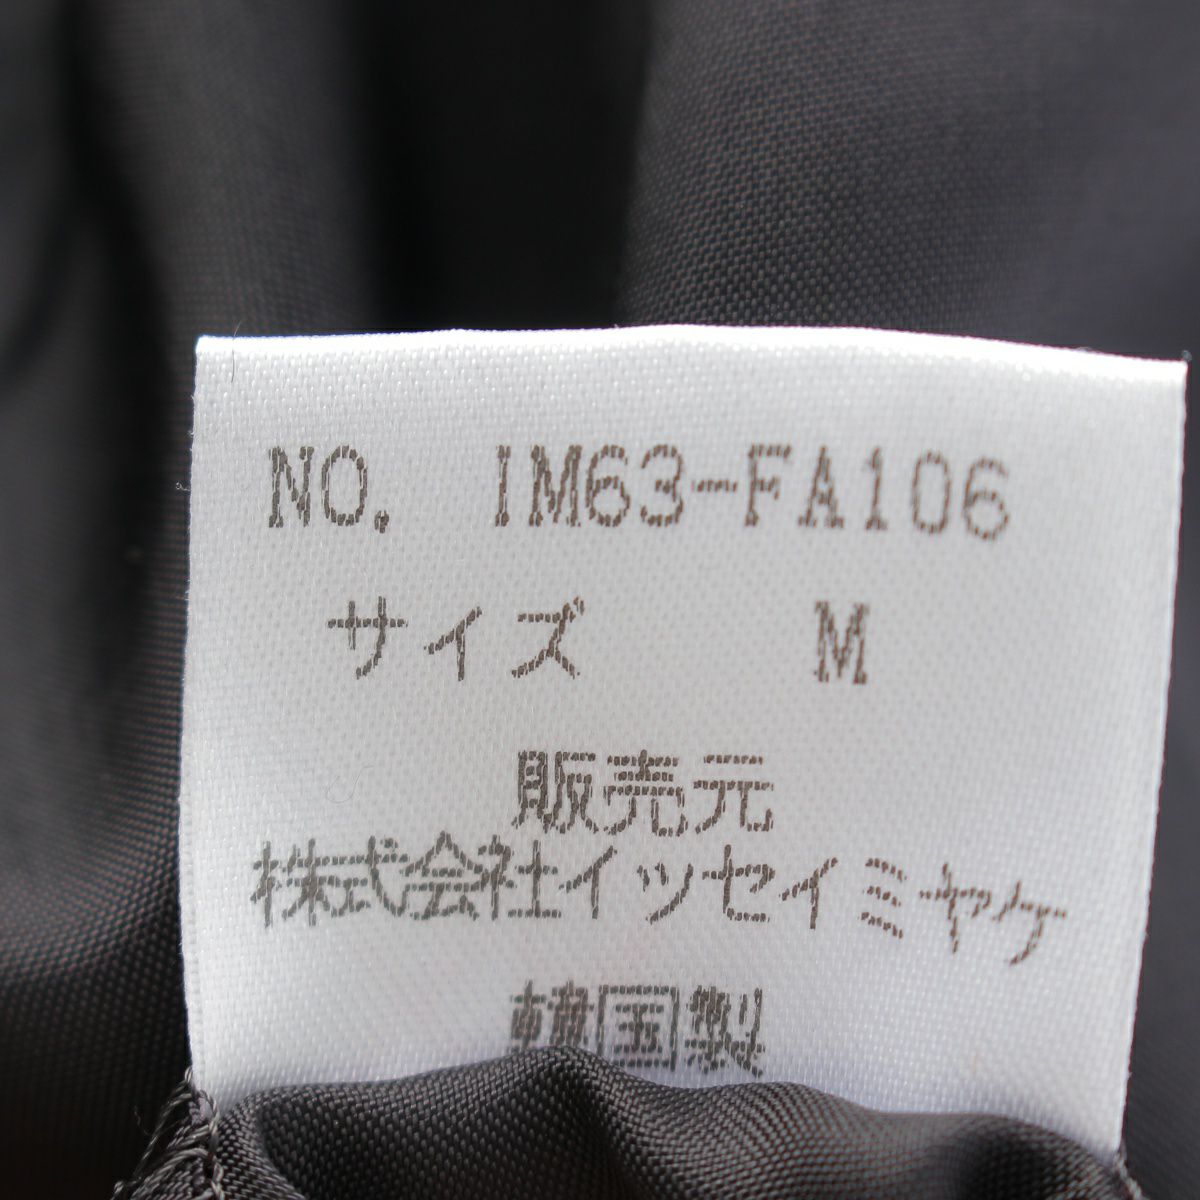 NO. IM63-FA106
サイズ M
販売元
株式会社イッセイミヤケ
韓国製